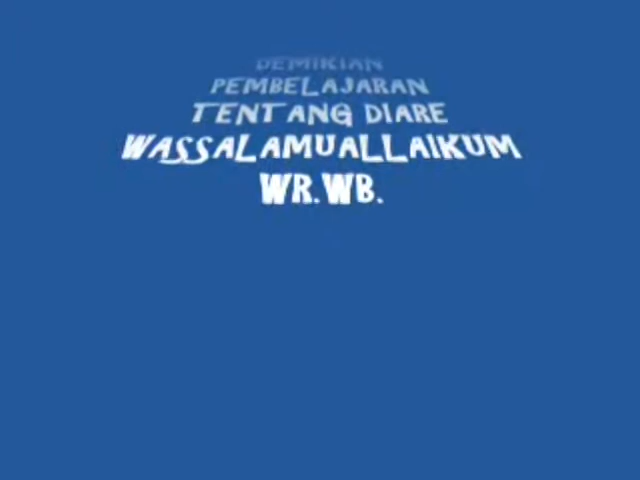 DEMIKIAN
PEMBELAJARAN
TENTANG DIARE
WASSALAMUALLAIKUM
WR.WB.